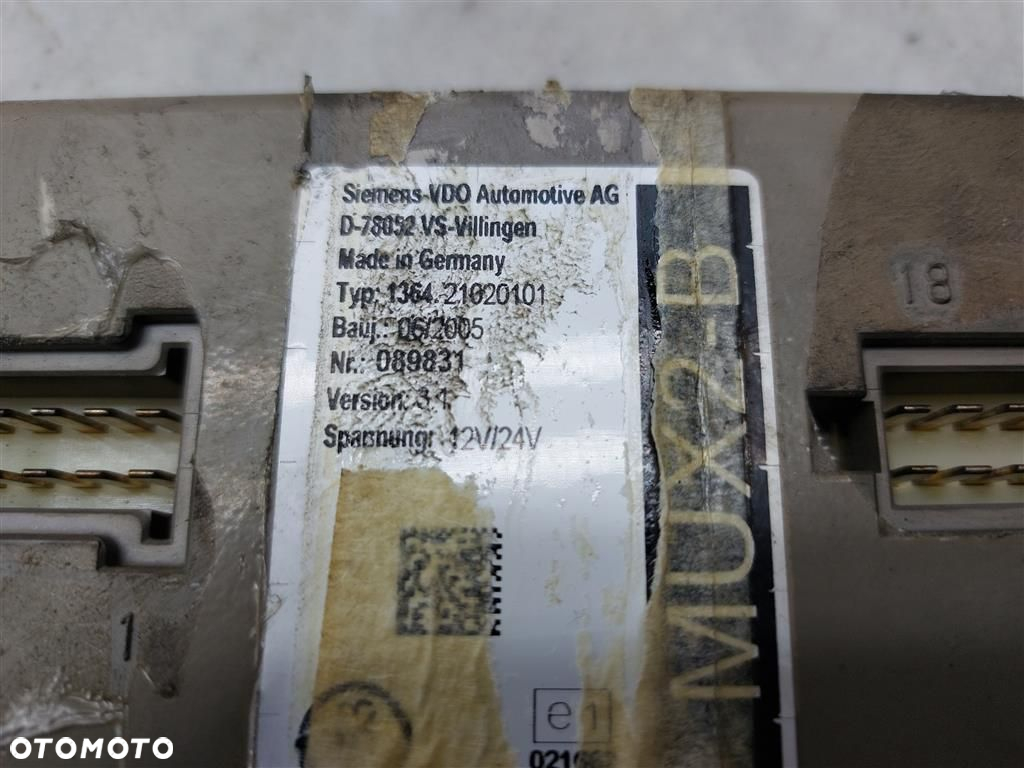 Siemens-VDO Automotive AG
D-78052 VS-Villingen
Made in Germany
Typ: 1364.21020101
Bauj.: 06/2005
Nr.: 089831
Version: 3.1
Spannung: 12V/24V
MUX2-B
18
1
e1
OTOMOTO